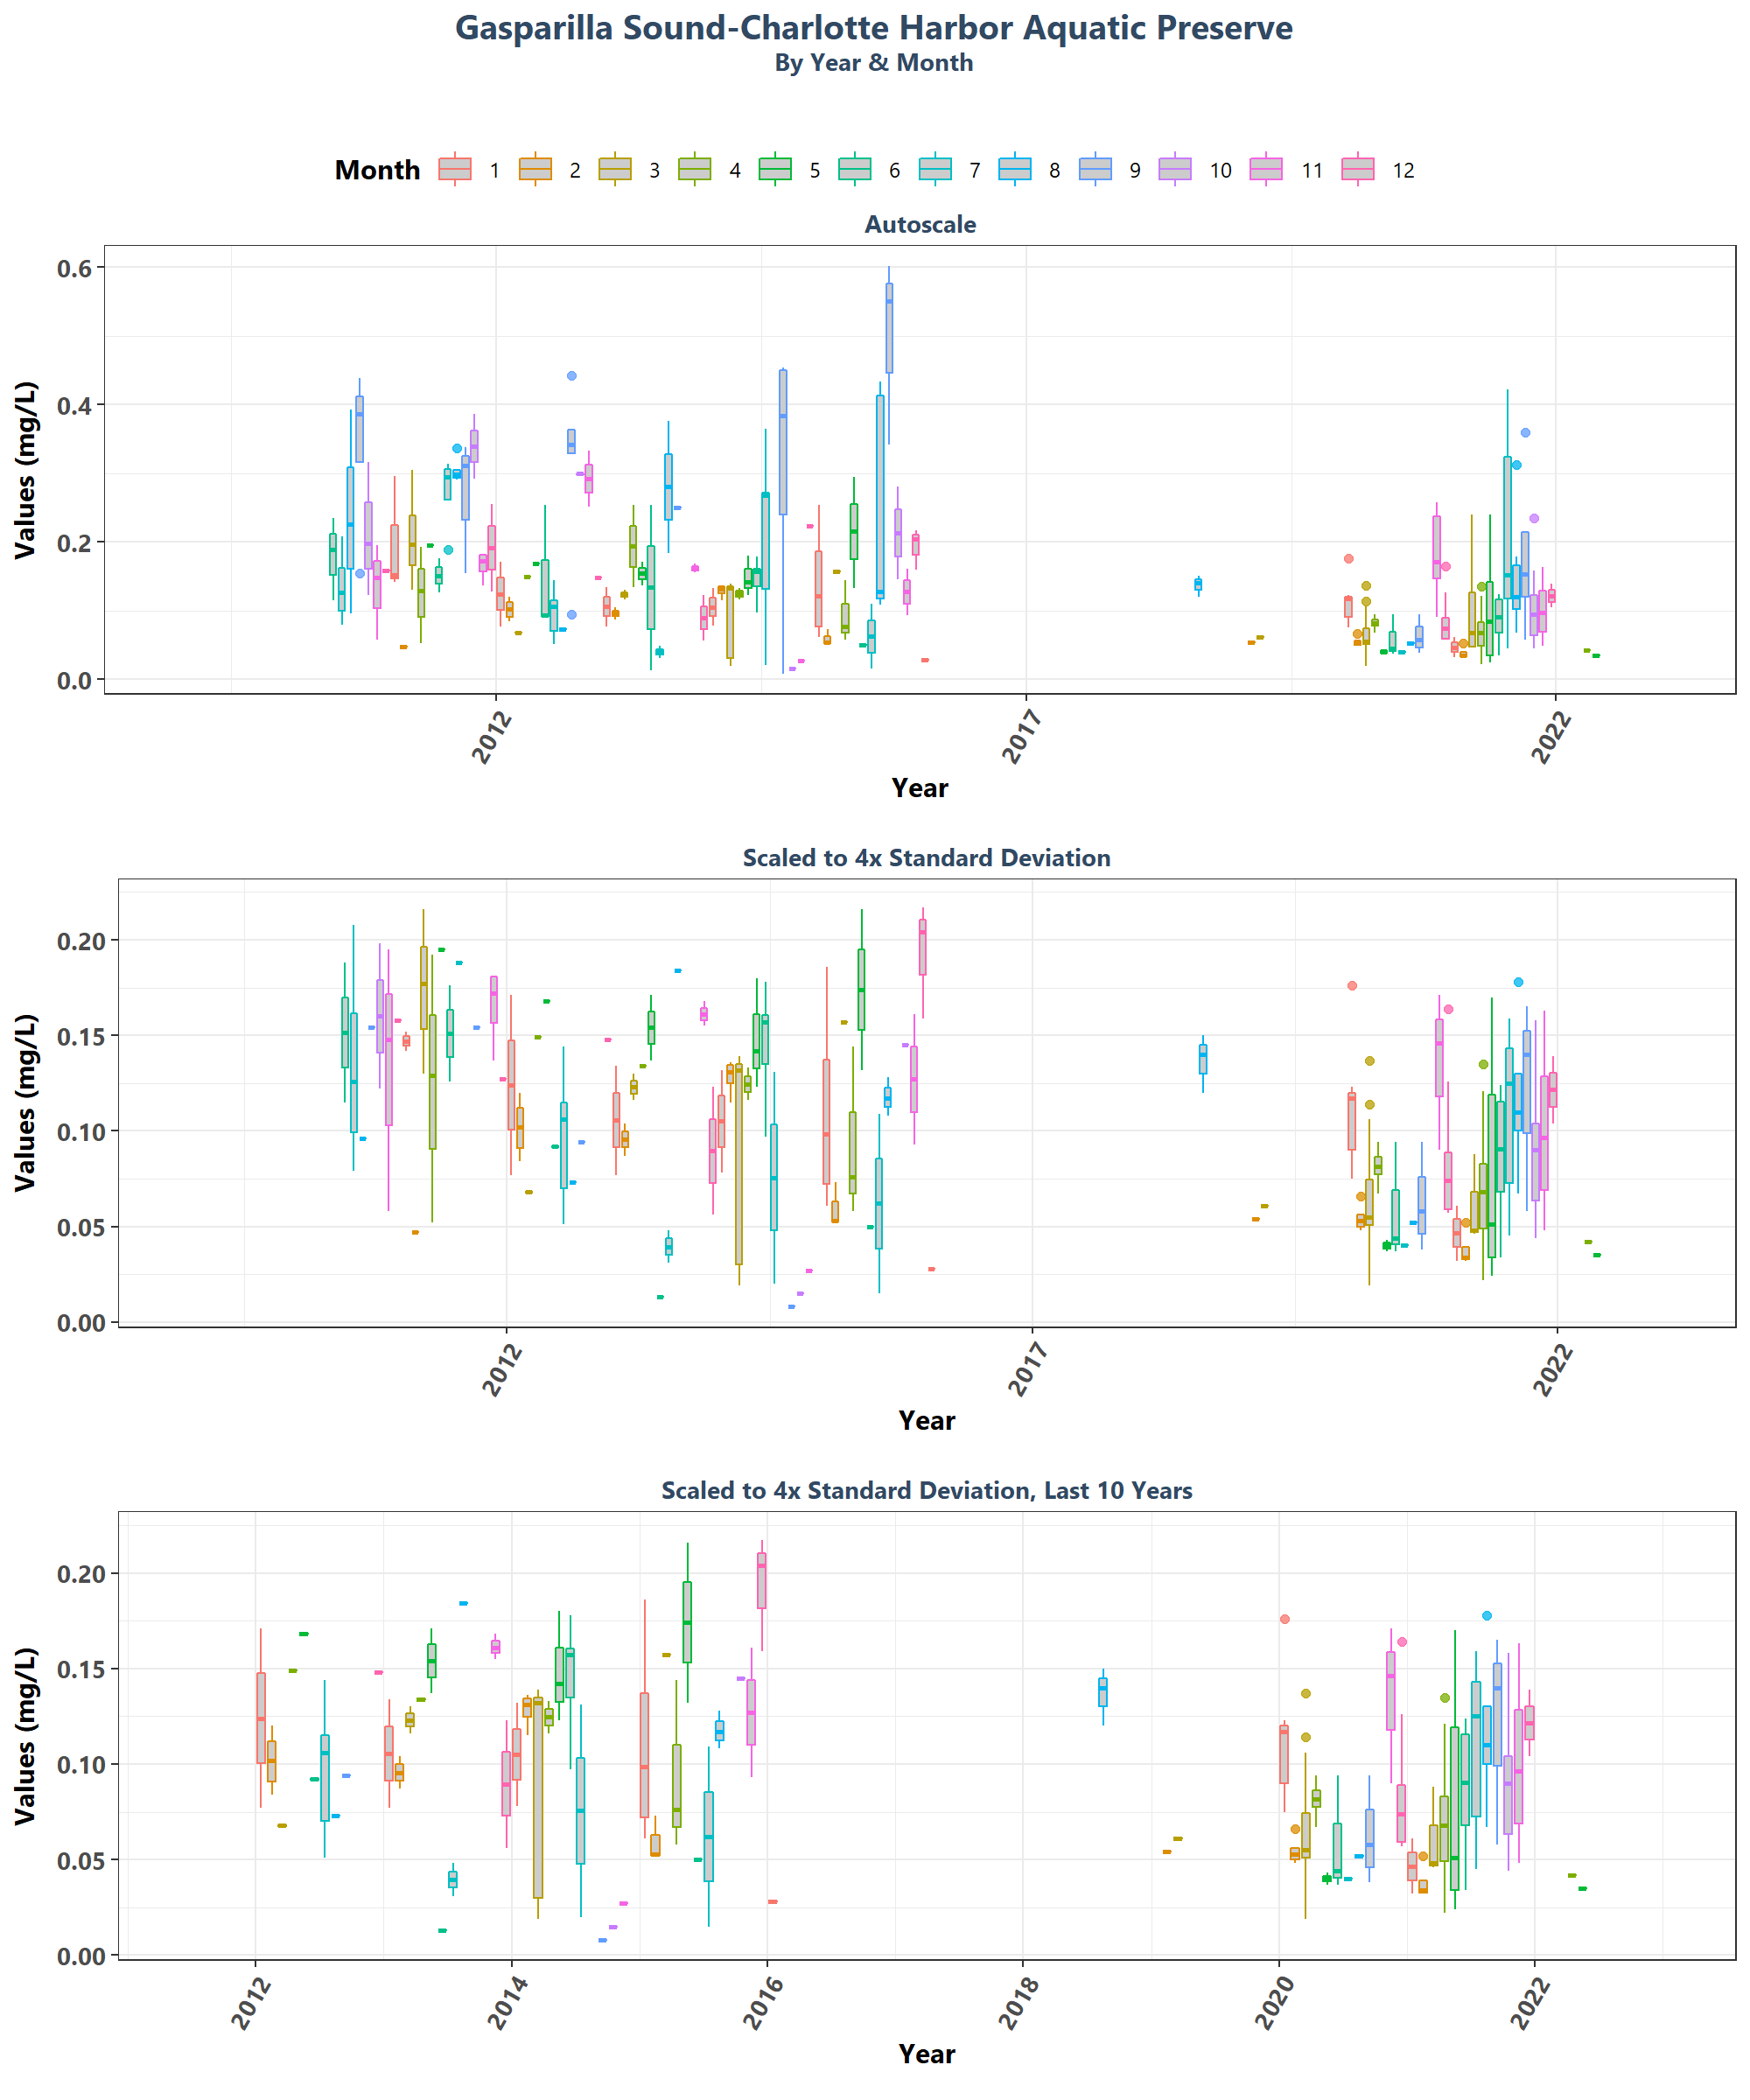 Gasparilla Sound-Charlotte Harbor Aquatic Preserve
By Year & Month
Month 1 2 3 4 5 6 7 8 9 10 11 12
Autoscale
Values (mg/L)
0.6
0.4
0.2
0.0
2012 2017 2022
Year
Scaled to 4x Standard Deviation
Values (mg/L)
0.20
0.15
0.10
0.05
0.00
2012 2017 2022
Year
Scaled to 4x Standard Deviation, Last 10 Years
Values (mg/L)
0.20
0.15
0.10
0.05
0.00
2012 2014 2016 2018 2020 2022
Year